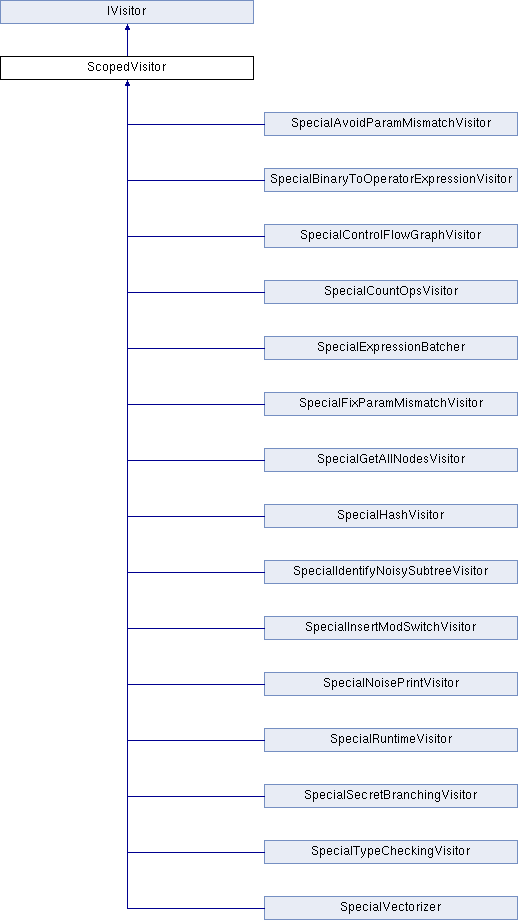 IVisitor
ScopedVisitor
SpecialAvoidParamMismatchVisitor
SpecialBinaryToOperatorExpressionVisitor
SpecialControlFlowGraphVisitor
SpecialCountOpsVisitor
SpecialExpressionBatcher
SpecialFixParamMismatchVisitor
SpecialGetAllNodesVisitor
SpecialHashVisitor
SpecialIdentifyNoisySubtreeVisitor
SpecialInsertModSwitchVisitor
SpecialNoisePrintVisitor
SpecialRuntimeVisitor
SpecialSecretBranchingVisitor
SpecialTypeCheckingVisitor
SpecialVectorizer